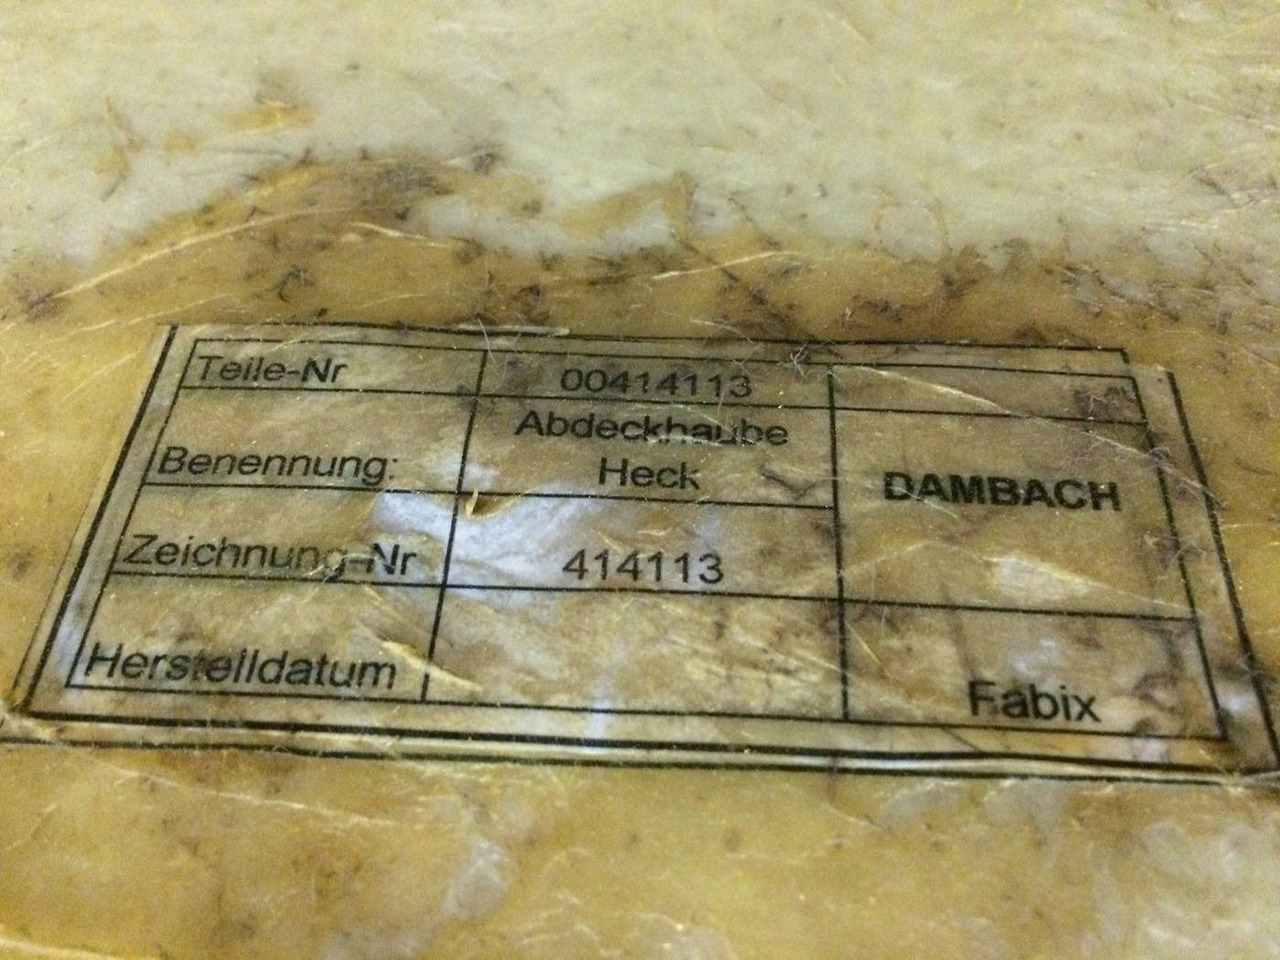 Teile-Nr 00414113
Benennung: Abdeckhaube
Heck
DAMBACH
Zeichnung-Nr 414113
Herstelldatum
Fabix